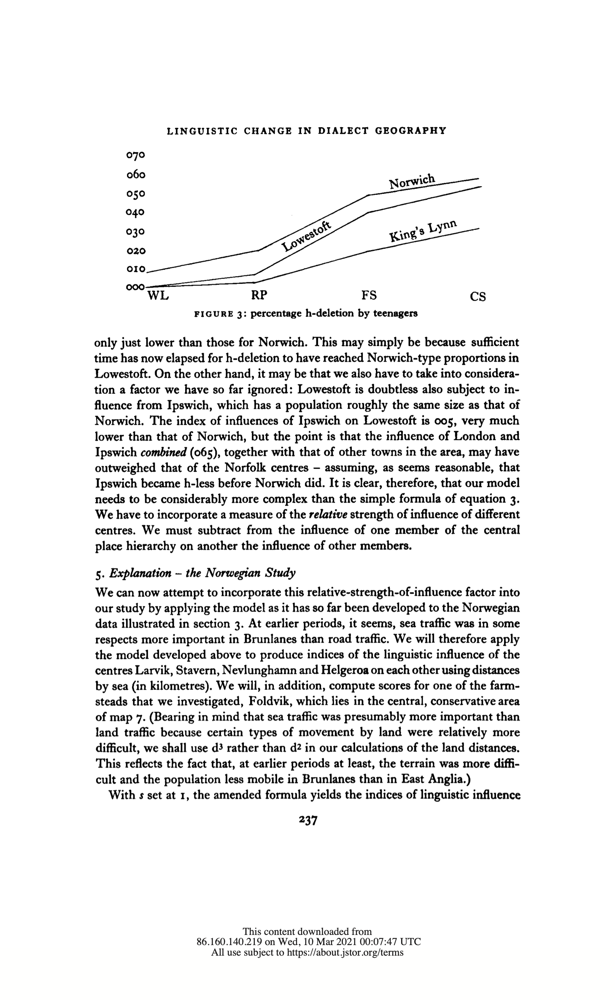 LINGUISTIC CHANGE IN DIALECT GEOGRAPHY
070
060
050
040
030
020
010
000
Norwich
Lowestoft
King's Lynn
WL RP FS CS
FIGURE 3: percentage h-deletion by teenagers
only just lower than those for Norwich. This may simply be because sufficient
time has now elapsed for h-deletion to have reached Norwich-type proportions in
Lowestoft. On the other hand, it may be that we also have to take into considera-
tion a factor we have so far ignored: Lowestoft is doubtless also subject to in-
fluence from Ipswich, which has a population roughly the same size as that of
Norwich. The index of influences of Ipswich on Lowestoft is 005, very much
lower than that of Norwich, but the point is that the influence of London and
Ipswich combined (065), together with that of other towns in the area, may have
outweighed that of the Norfolk centres – assuming, as seems reasonable, that
Ipswich became h-less before Norwich did. It is clear, therefore, that our model
needs to be considerably more complex than the simple formula of equation 3.
We have to incorporate a measure of the relative strength of influence of different
centres. We must subtract from the influence of one member of the central
place hierarchy on another the influence of other members.
5. Explanation – the Norwegian Study
We can now attempt to incorporate this relative-strength-of-influence factor into
our study by applying the model as it has so far been developed to the Norwegian
data illustrated in section 3. At earlier periods, it seems, sea traffic was in some
respects more important in Brunlanes than road traffic. We will therefore apply
the model developed above to produce indices of the linguistic influence of the
centres Larvik, Stavern, Nevlunghamn and Helgeroa on each other using distances
by sea (in kilometres). We will, in addition, compute scores for one of the farm-
steads that we investigated, Foldvik, which lies in the central, conservative area
of map 7. (Bearing in mind that sea traffic was presumably more important than
land traffic because certain types of movement by land were relatively more
difficult, we shall use d³ rather than d² in our calculations of the land distances.
This reflects the fact that, at earlier periods at least, the terrain was more diffi-
cult and the population less mobile in Brunlanes than in East Anglia.)
With s set at 1, the amended formula yields the indices of linguistic influence
237
This content downloaded from
86.160.140.219 on Wed, 10 Mar 2021 00:07:47 UTC
All use subject to https://about.jstor.org/terms